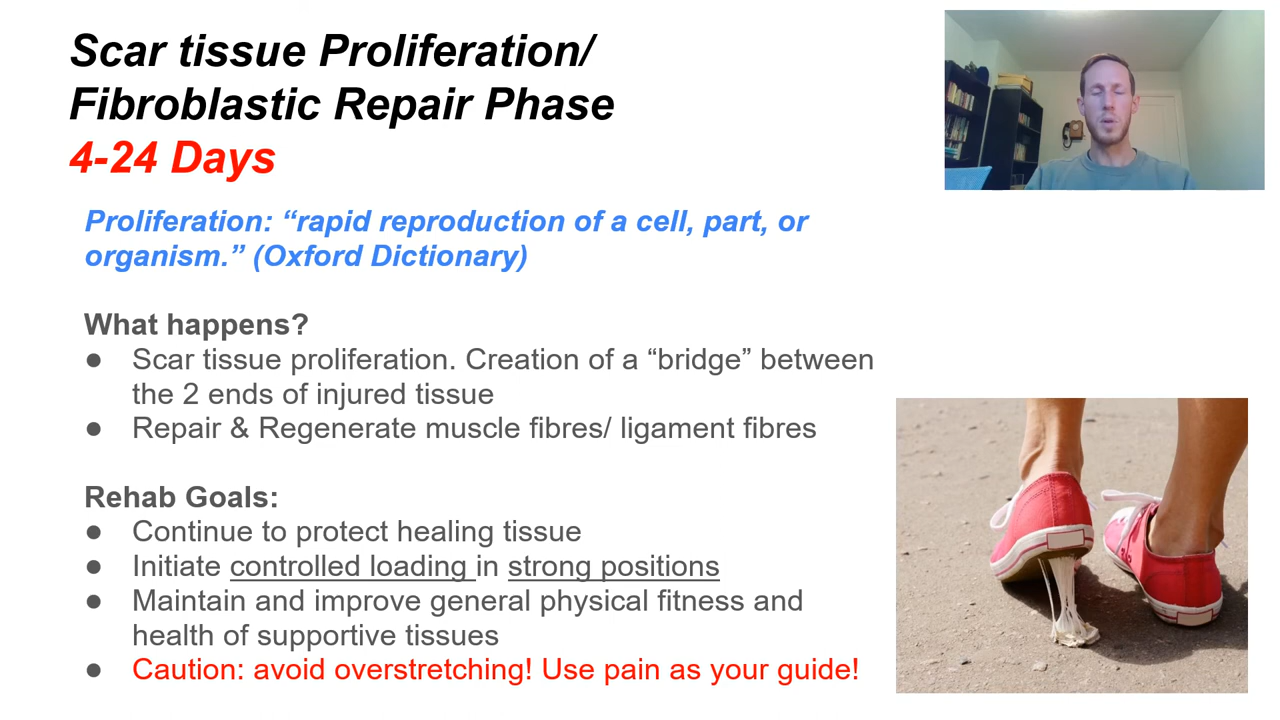 Scar tissue Proliferation/
Fibroblastic Repair Phase
4-24 Days
Proliferation: “rapid reproduction of a cell, part, or
organism.” (Oxford Dictionary)
What happens?
● Scar tissue proliferation. Creation of a “bridge” between
the 2 ends of injured tissue
● Repair & Regenerate muscle fibres/ ligament fibres
Rehab Goals:
● Continue to protect healing tissue
● Initiate controlled loading in strong positions
● Maintain and improve general physical fitness and
health of supportive tissues
● Caution: avoid overstretching! Use pain as your guide!